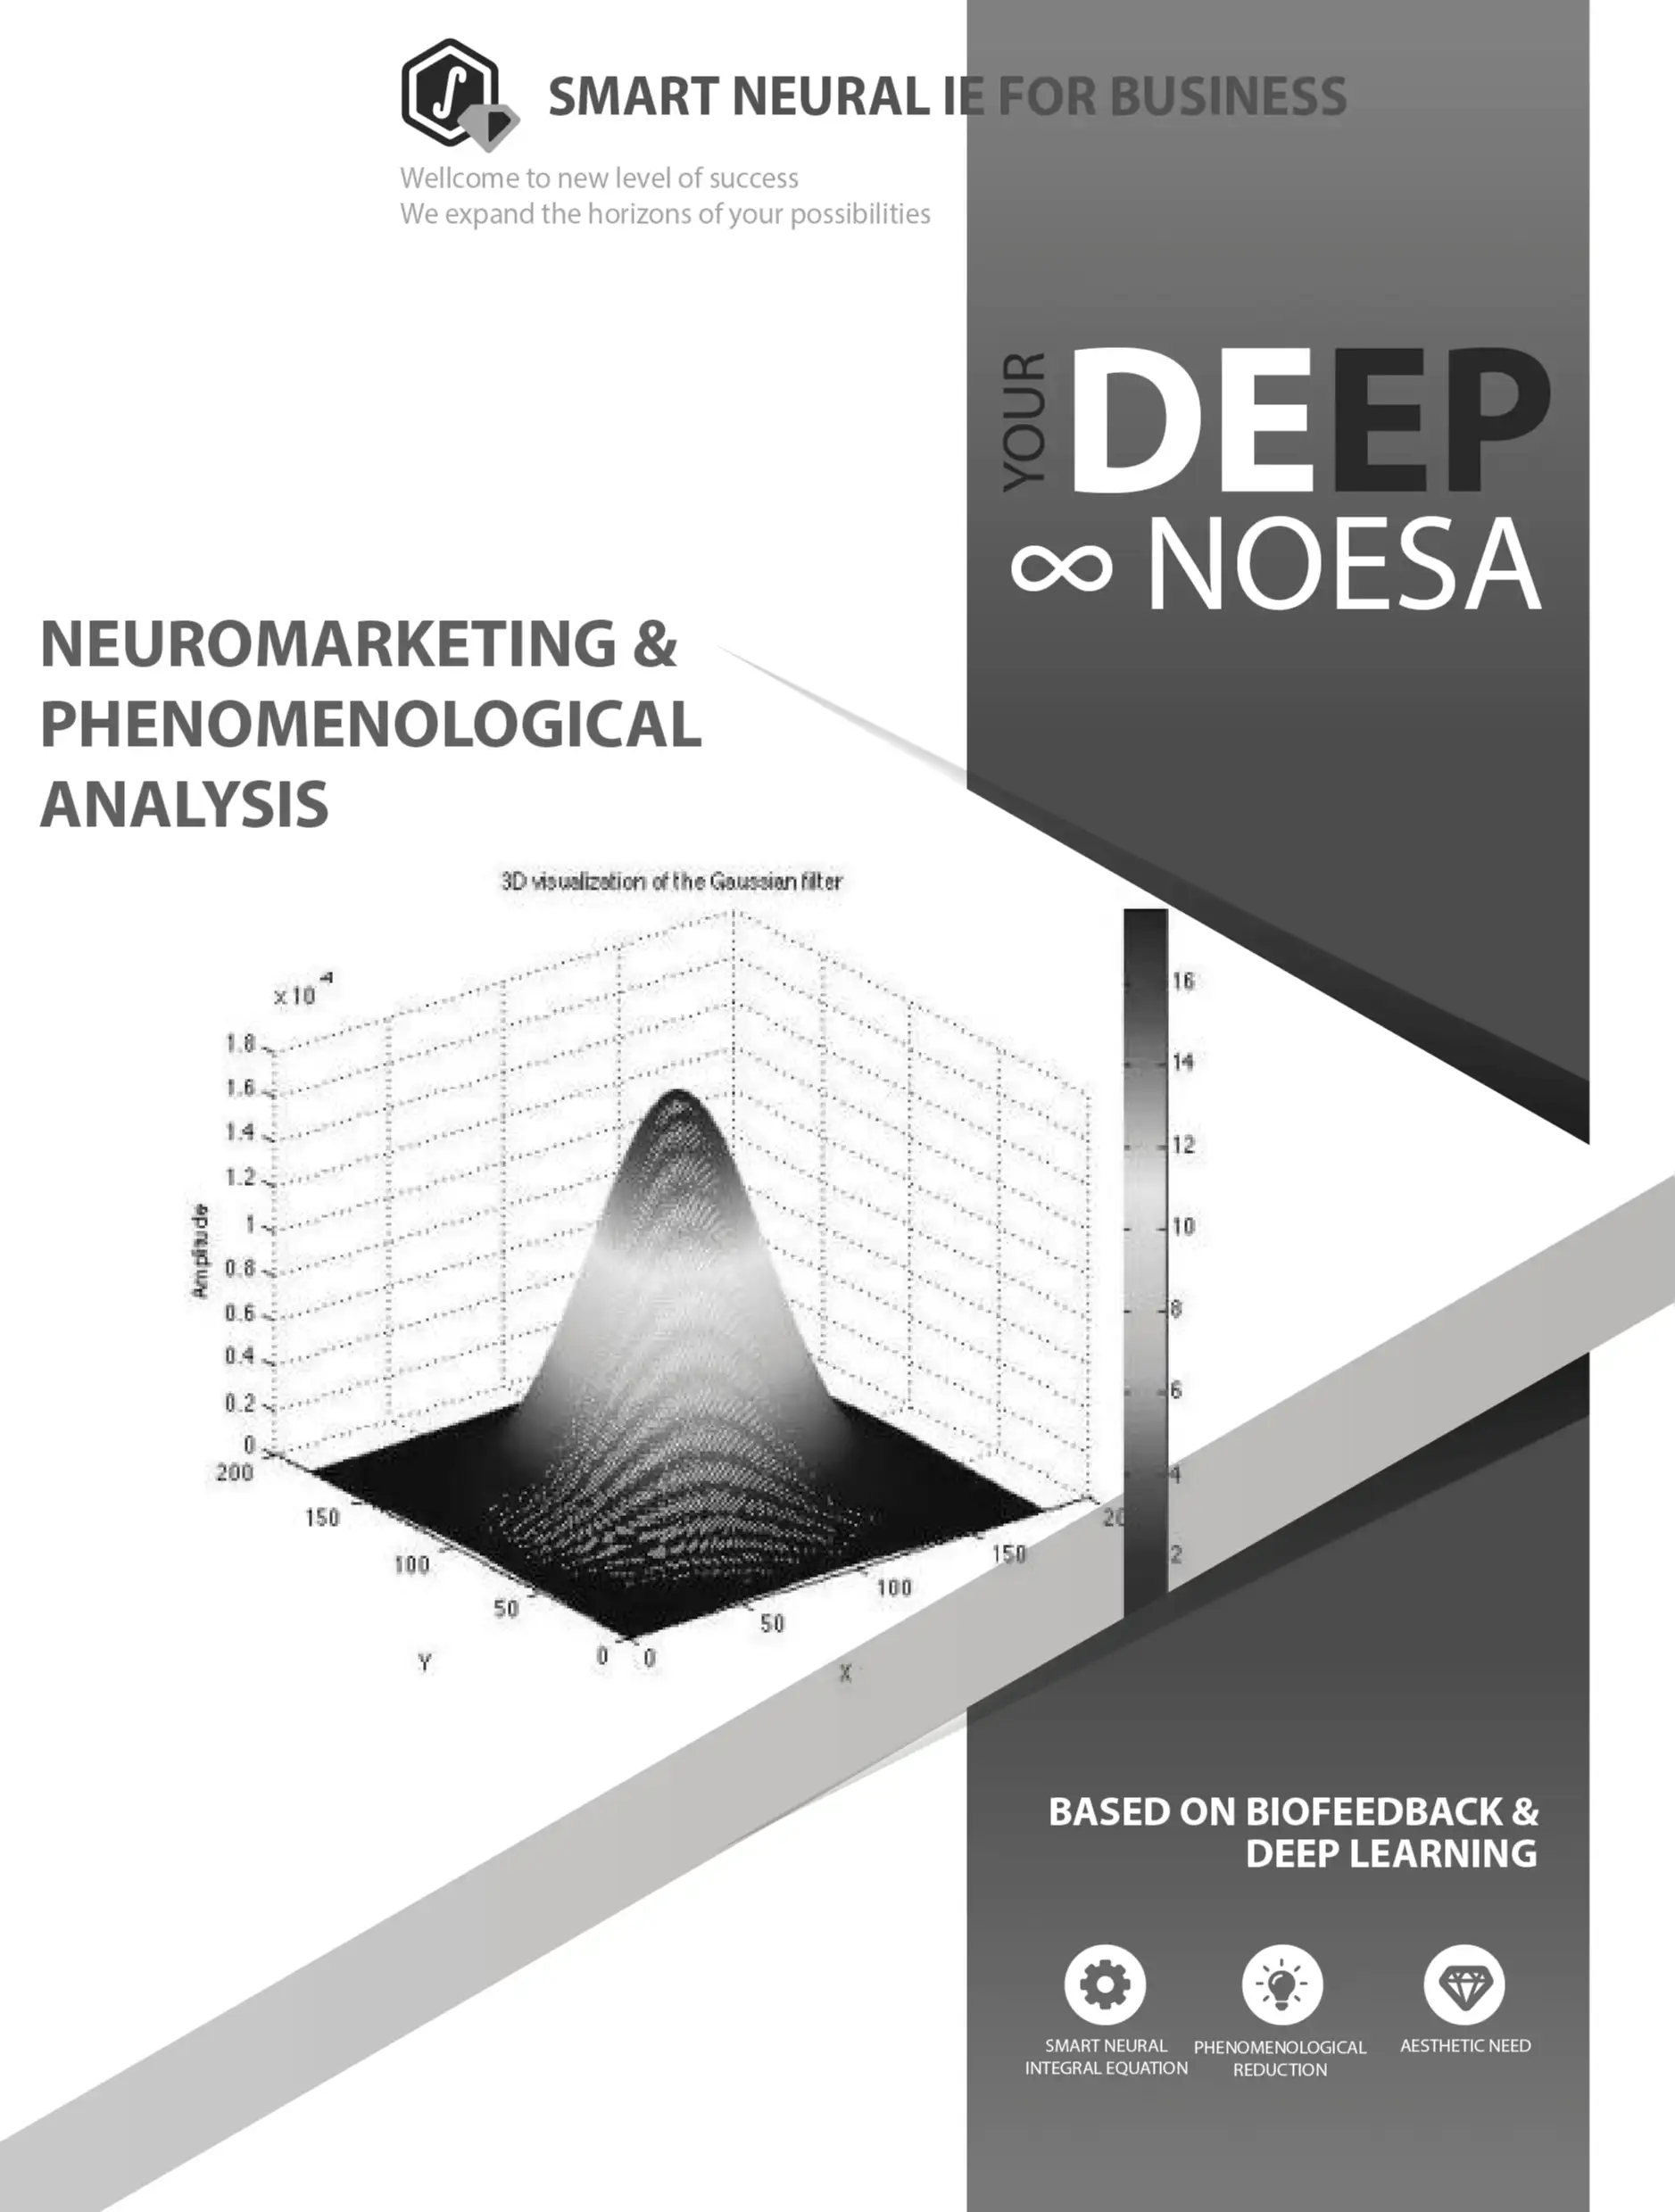 SMART NEURAL IE FOR BUSINESS
Wellcome to new level of success
We expand the horizons of your possibilities
YOUR
DEEP
∞ NOESA
NEUROMARKETING &
PHENOMENOLOGICAL
ANALYSIS
3D visualization of the Gaussian filter
x 10 -4
1.8
1.6
1.4
1.2
1
0.8
0.6
0.4
0.2
0
Amplitude
200
150
100
50
0
Y
0
50
100
150
20
X
16
14
12
10
8
6
4
2
BASED ON BIOFEEDBACK &
DEEP LEARNING
SMART NEURAL
INTEGRAL EQUATION
PHENOMENOLOGICAL
REDUCTION
AESTHETIC NEED